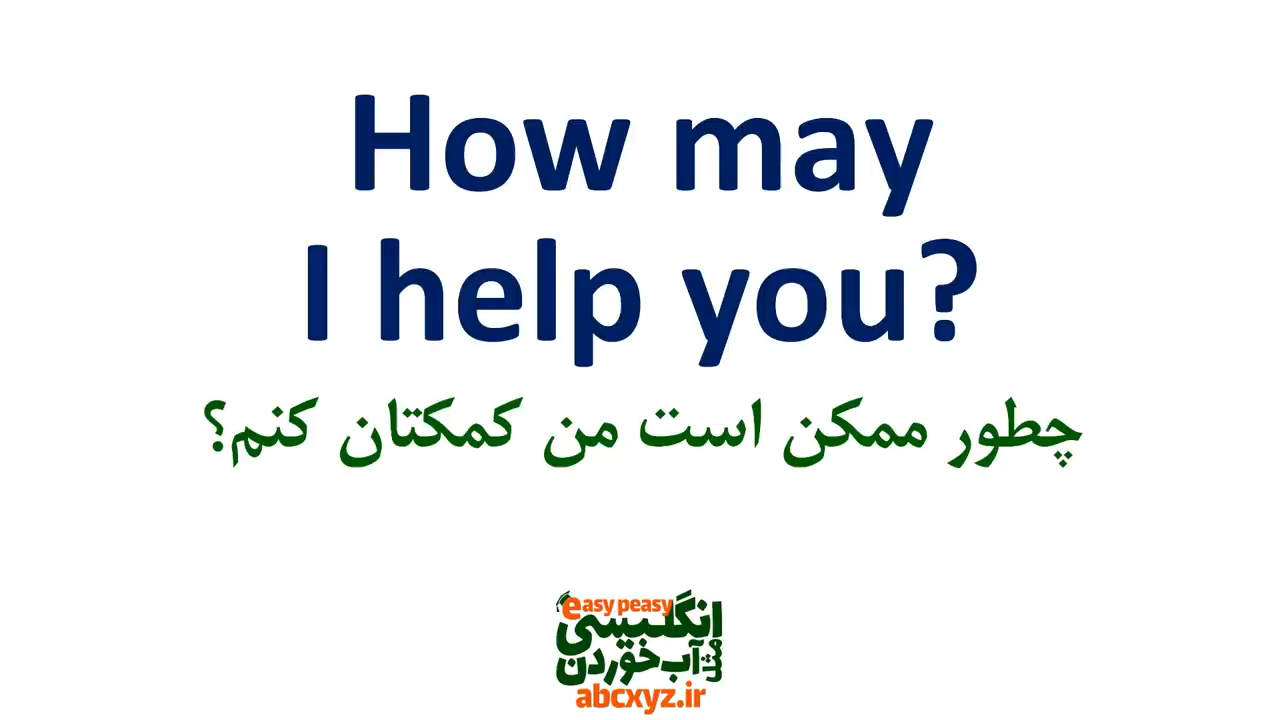 How may
I help you?
چطور ممکن است من کمکتان کنم؟
easy peasy
انگلیسی
مثل آب خوردن
abcxyz.ir